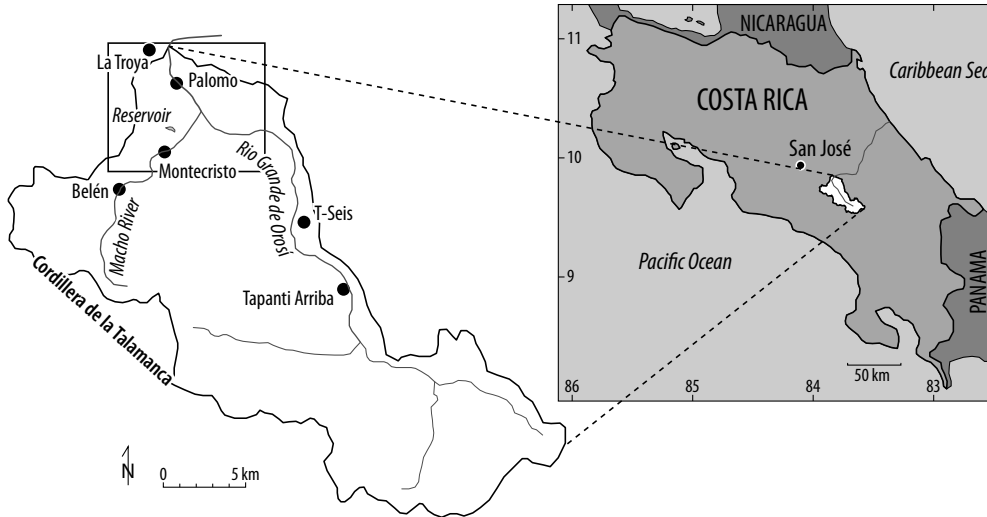 La Troya
Palomo
Reservoir
Montecristo
Belén
Macho River
Rio Grande de Orosí
T-Seis
Tapanti Arriba
Cordillera de la Talamanca
N
0 5 km
11
10
9
NICARAGUA
Caribbean Sea
COSTA RICA
San José
Pacific Ocean
PANAMA
50 km
86 85 84 83